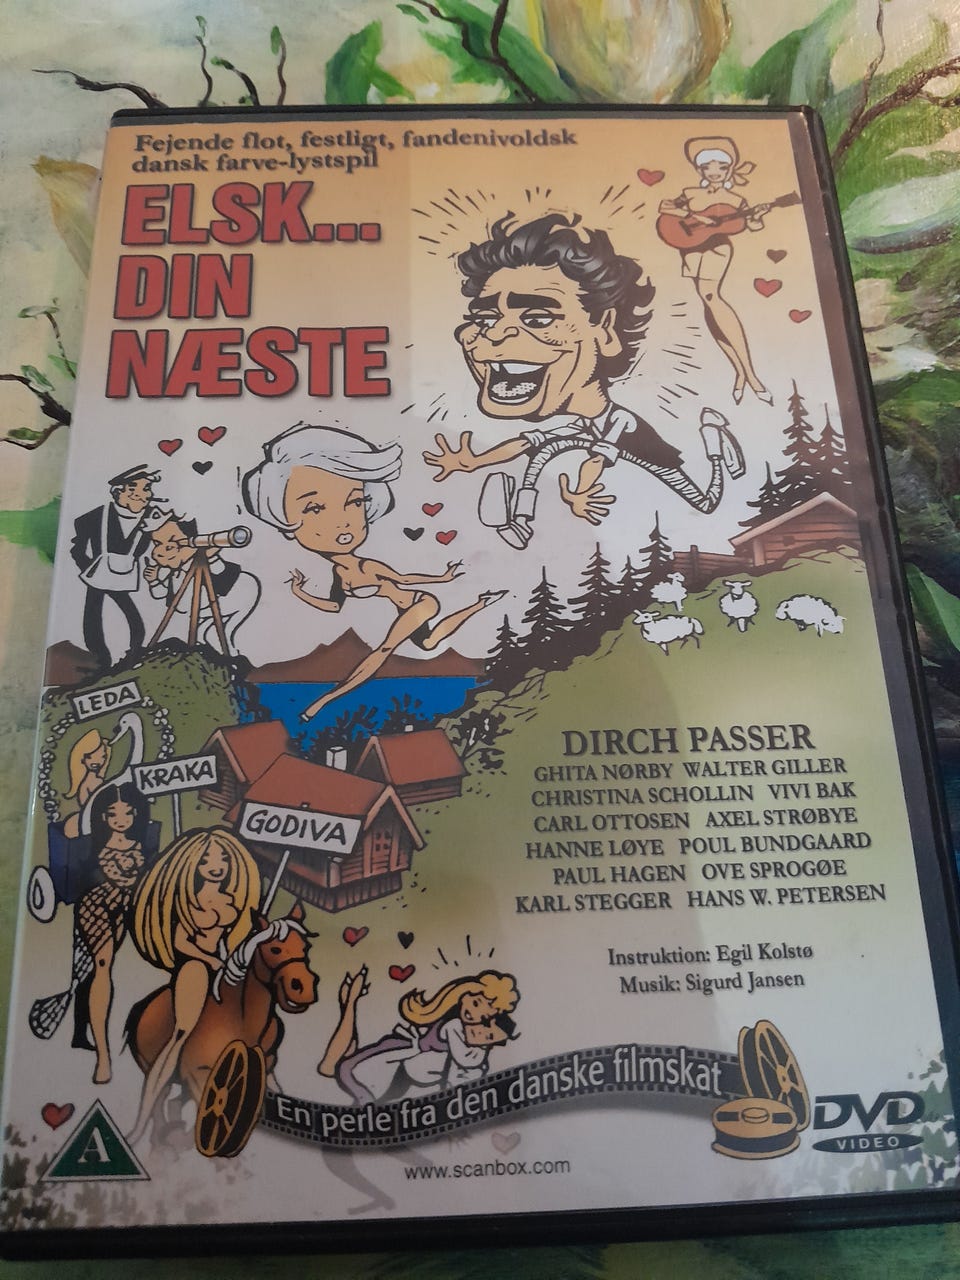 Fejende flot, festligt, fandenivoldsk
dansk farve-lystspil
ELSK...
DIN
NÆSTE
LEDA
KRAKA
GODIVA
DIRCH PASSER
GHITA NØRBY WALTER GILLER
CHRISTINA SCHOLLIN VIVI BAK
CARL OTTOSEN AXEL STRØBYE
HANNE LØYE POUL BUNDGAARD
PAUL HAGEN OVE SPROGØE
KARL STEGGER HANS W. PETERSEN
Instruktion: Egil Kolstø
Musik: Sigurd Jansen
En perle fra den danske filmskat
A
DVD
VIDEO
www.scanbox.com